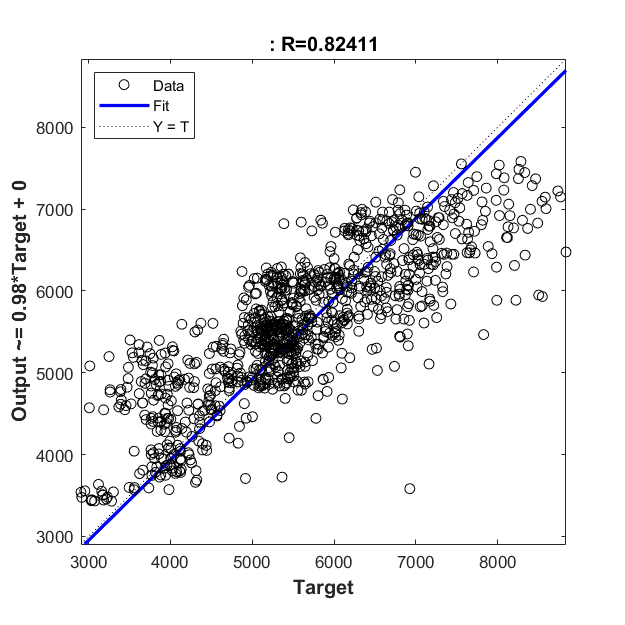 : R=0.82411
Data
Fit
Y = T
8000
7000
6000
5000
4000
3000
Output ~= 0.98*Target + 0
3000 4000 5000 6000 7000 8000
Target